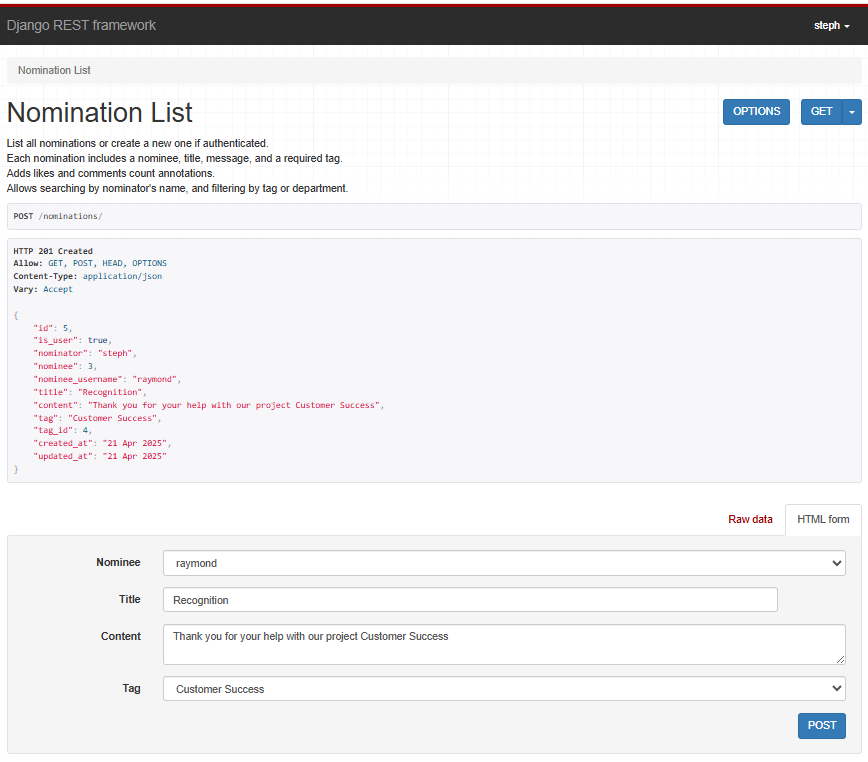 Django REST framework
steph
Nomination List
Nomination List
OPTIONS
GET
List all nominations or create a new one if authenticated.
Each nomination includes a nominee, title, message, and a required tag.
Adds likes and comments count annotations.
Allows searching by nominator's name, and filtering by tag or department.
POST /nominations/
HTTP 201 Created
Allow: GET, POST, HEAD, OPTIONS
Content-Type: application/json
Vary: Accept
{
    "id": 5,
    "is_user": true,
    "nominator": "steph",
    "nominee": 3,
    "nominee_username": "raymond",
    "title": "Recognition",
    "content": "Thank you for your help with our project Customer Success",
    "tag": "Customer Success",
    "tag_id": 4,
    "created_at": "21 Apr 2025",
    "updated_at": "21 Apr 2025"
}
Raw data
HTML form
Nominee
raymond
Title
Recognition
Content
Thank you for your help with our project Customer Success
Tag
Customer Success
POST